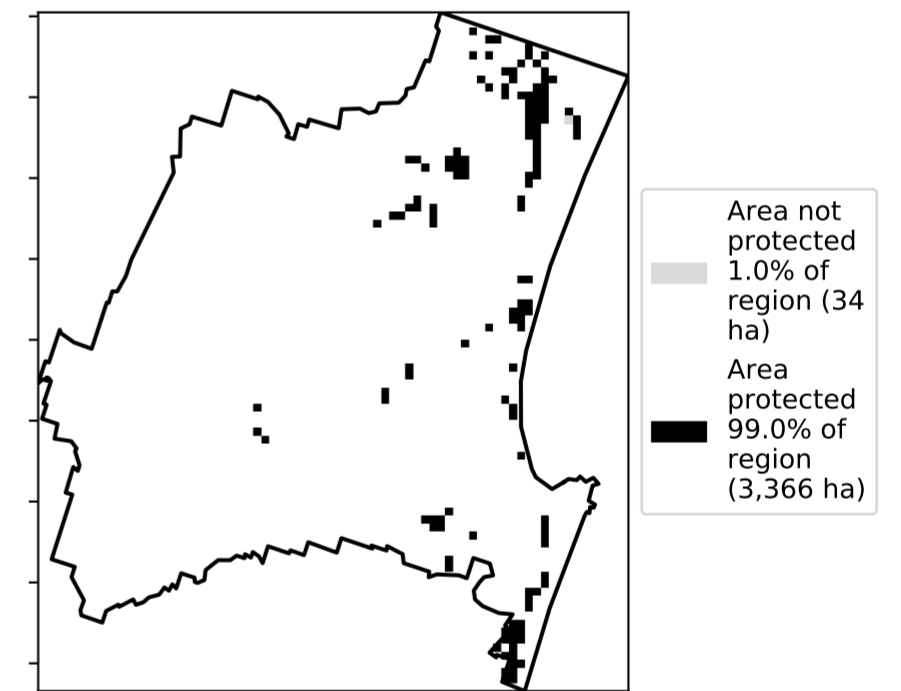 Area not
protected
1.0% of
region (34
ha)
Area
protected
99.0% of
region
(3,366 ha)